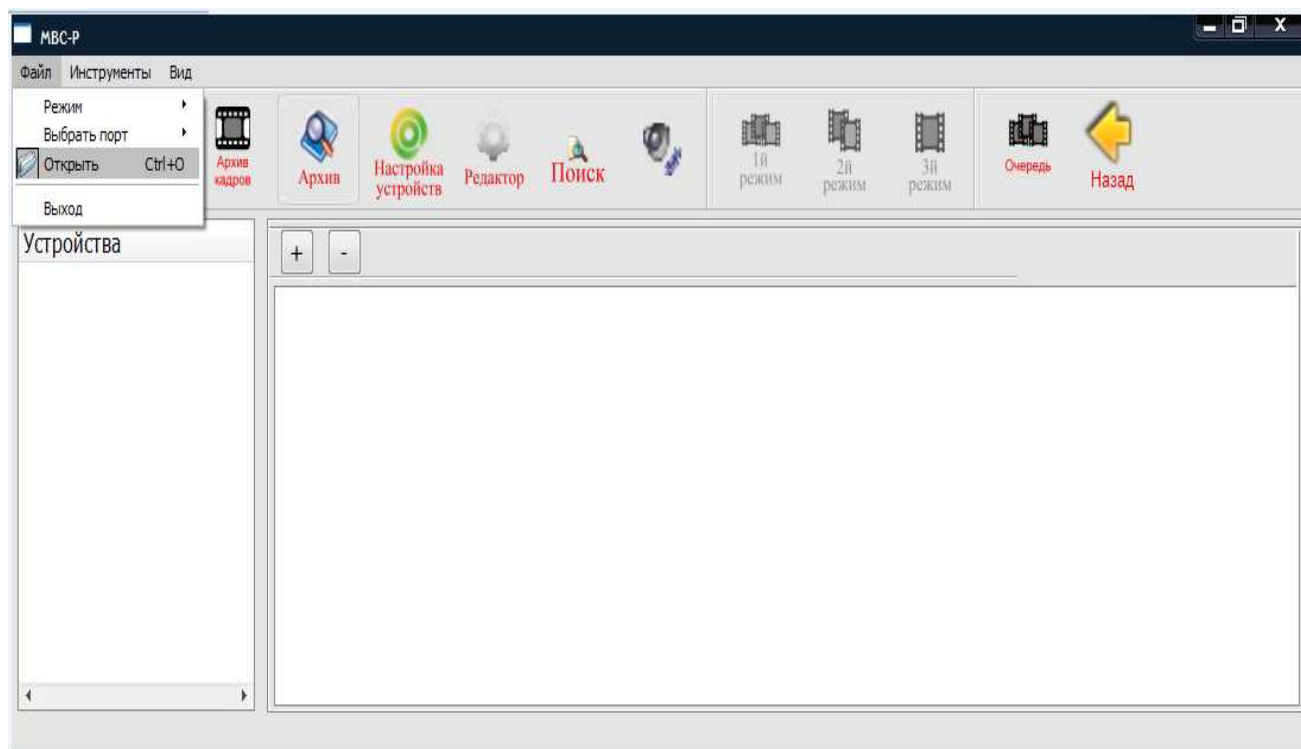 МВС-Р
Файл Инструменты Вид
Режим
Выбрать порт
Открыть Ctrl+O
Выход
Архив
кадров
Архив
Настройка
устройств
Редактор
Поиск
1й
режим
2й
режим
3й
режим
Очередь
Назад
Устройства
+ -